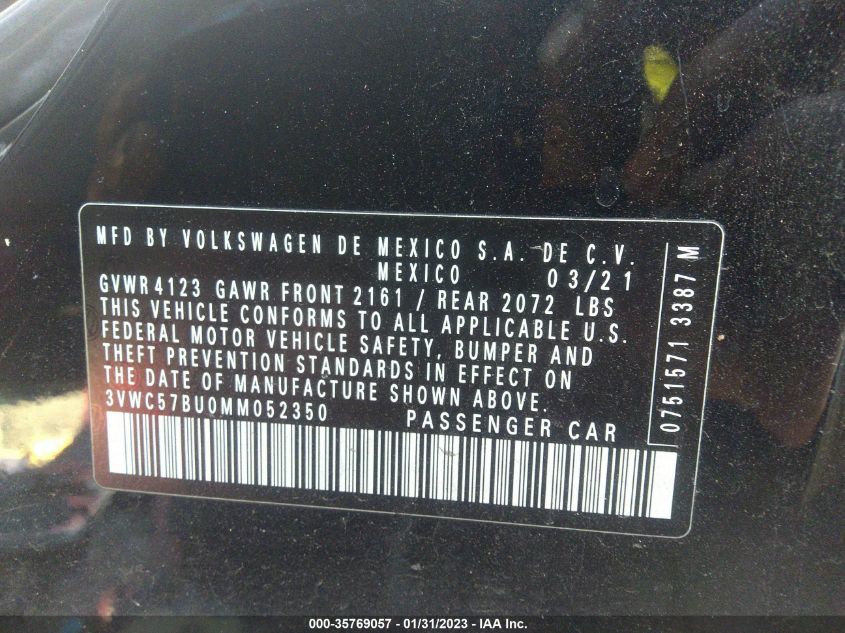 MFD BY VOLKSWAGEN DE MEXICO S.A. DE C.V.
MEXICO 03/21
GVWR 4123 GAWR FRONT 2161 / REAR 2072 LBS
THIS VEHICLE CONFORMS TO ALL APPLICABLE U.S.
FEDERAL MOTOR VEHICLE SAFETY, BUMPER AND
THEFT PREVENTION STANDARDS IN EFFECT ON
THE DATE OF MANUFACTURE SHOWN ABOVE.
3VWC57BU0MM052350 PASSENGER CAR
0751571 3387 M
000-35769057 - 01/31/2023 - IAA Inc.